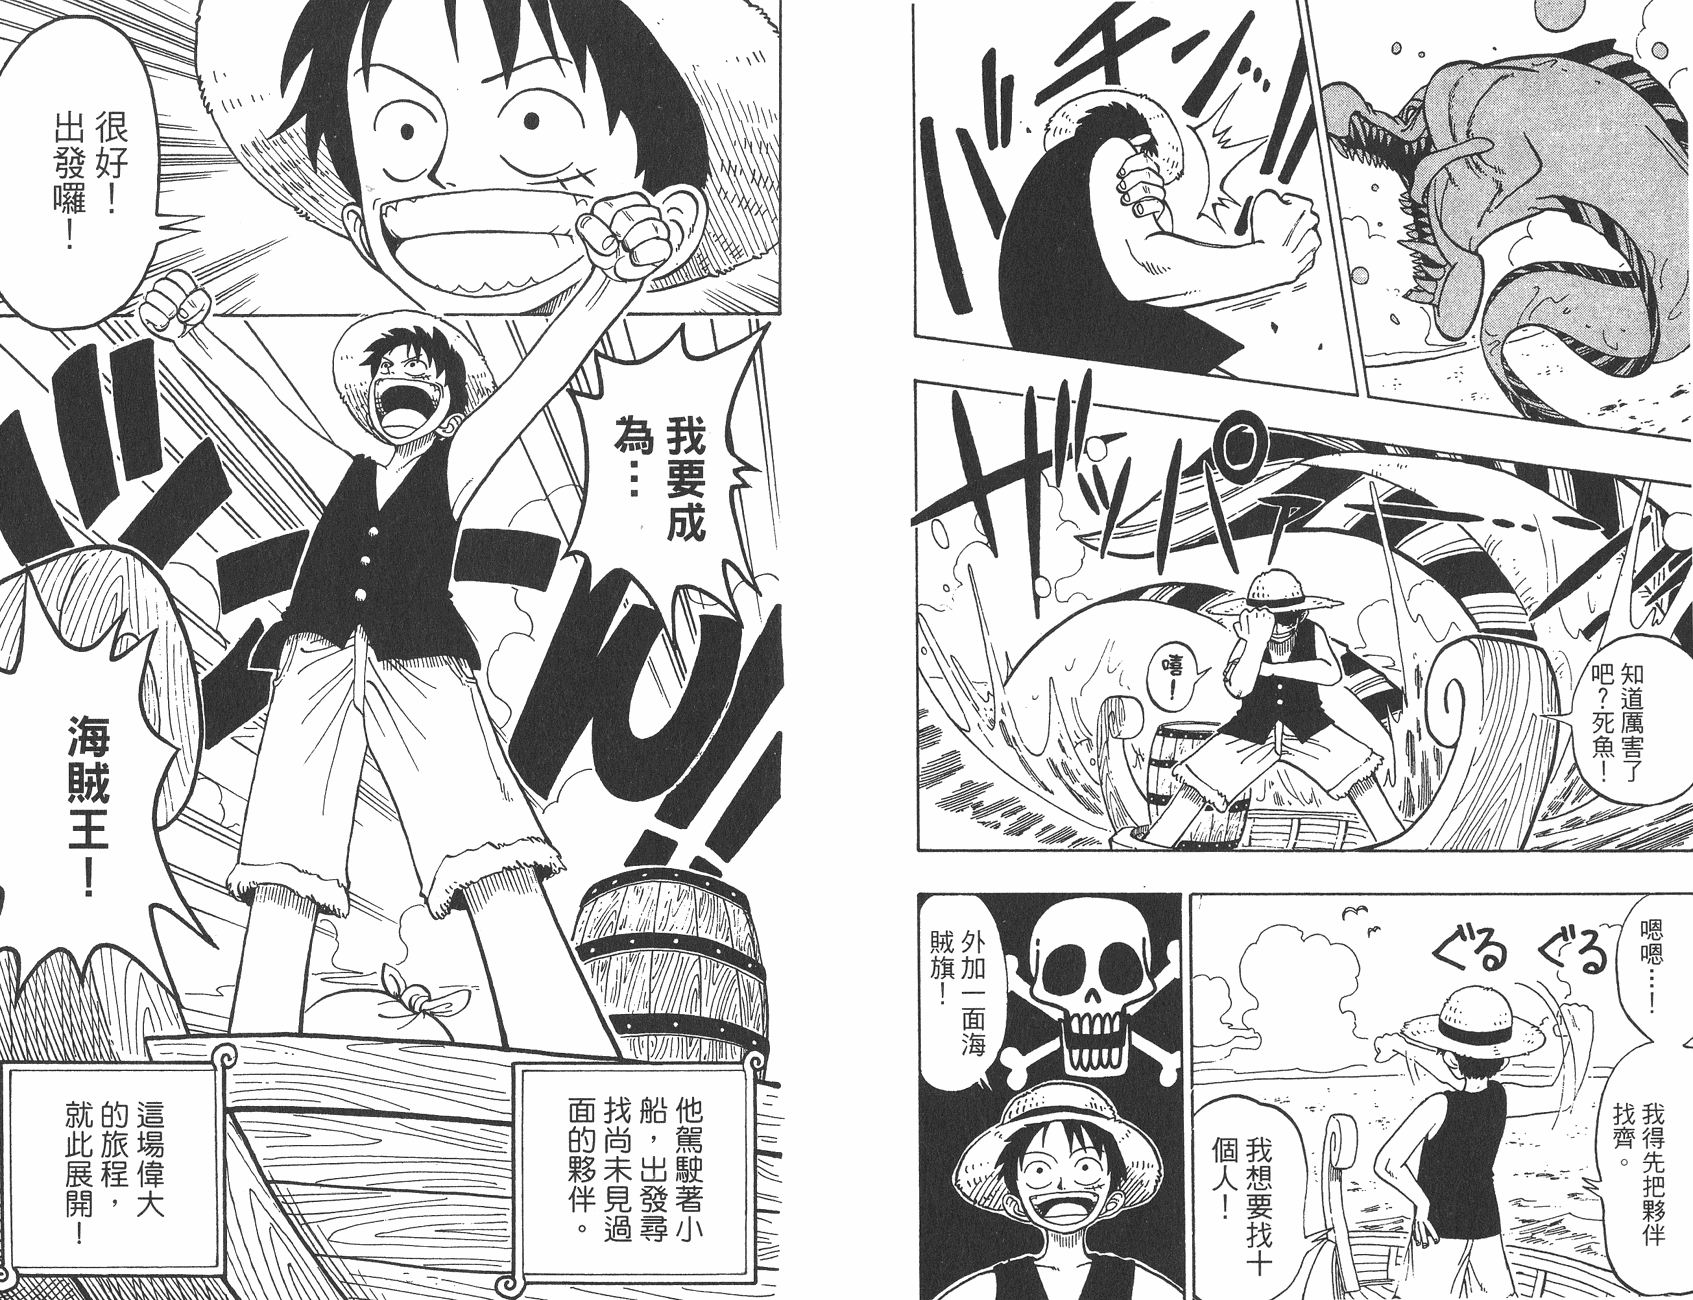 バチン…
ザッパァーン
知道厲害了
吧？死魚！
嘻！
嗯嗯…！
ぐる
ぐる
我得先把夥伴
找齊。
我想要找十
個人！
外加一面海
賊旗！
很好！
出發囉！
我要成
為…
海賊王！
他駕駛著小
船，出發尋
找尚未見過
面的夥伴。
這場偉大
的旅程，
就此展開！